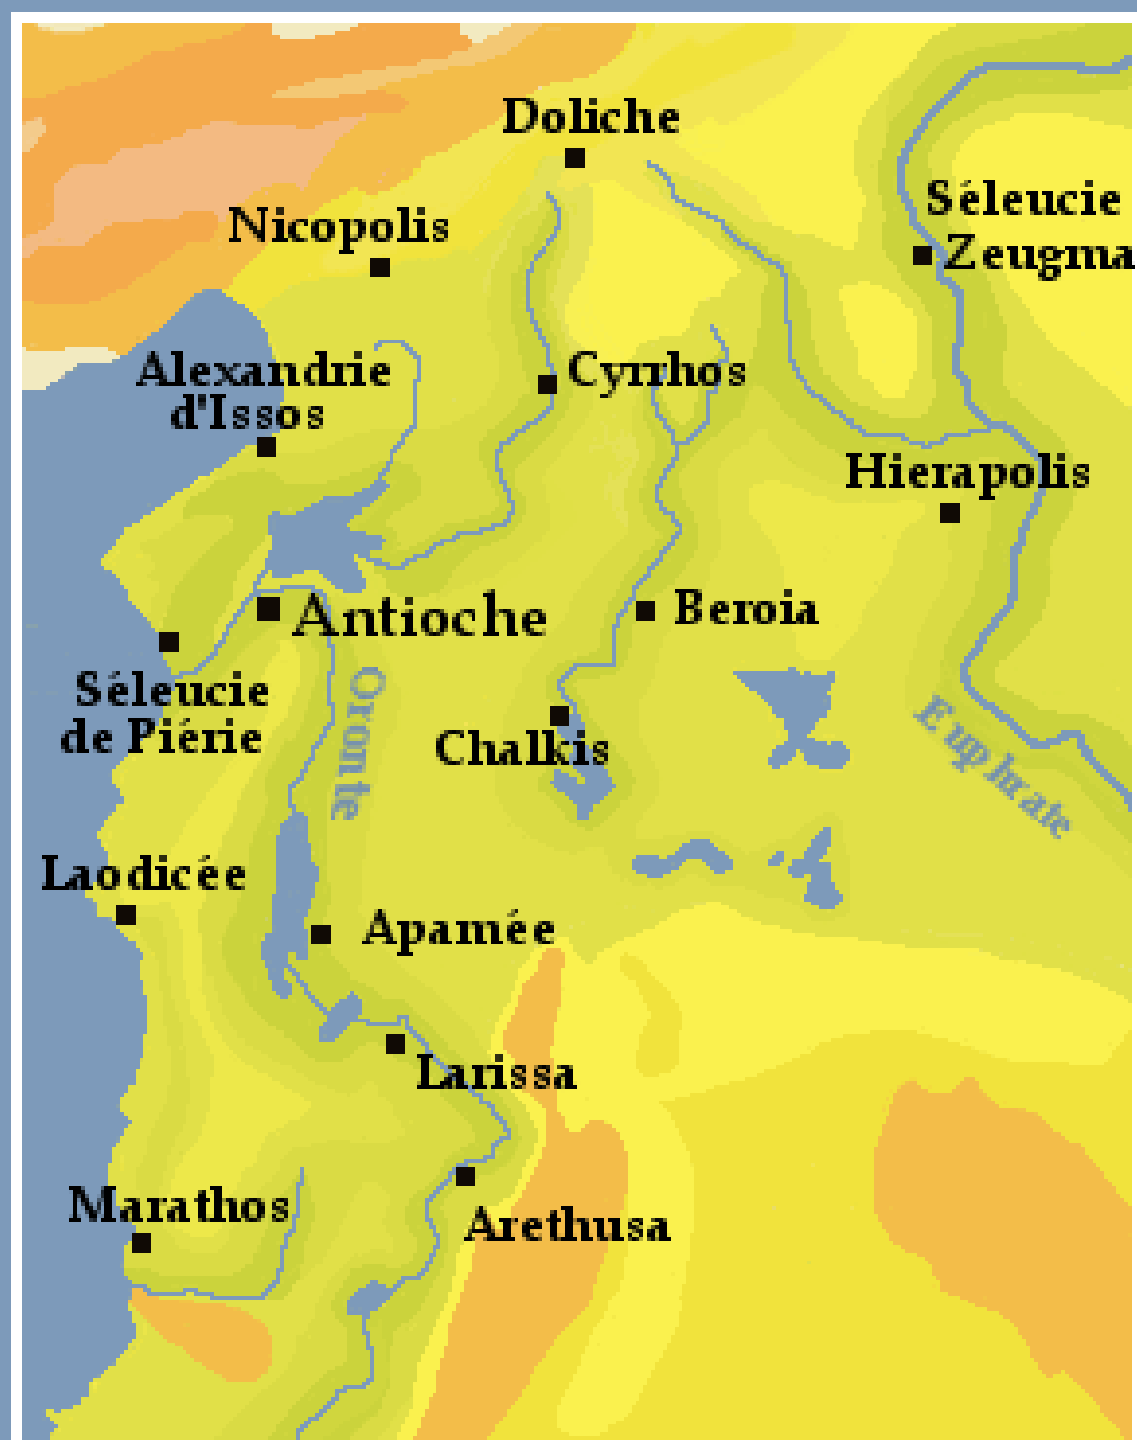 Doliche
Séleucie
Zeugma
Nicopolis
Alexandrie
d'Issos
Cyrrhos
Hierapolis
Antioche
Beroia
Séleucie
de Piérie
Oronte
Chalkis
Euphrate
Laodicée
Apamée
Larissa
Marathos
Arethusa